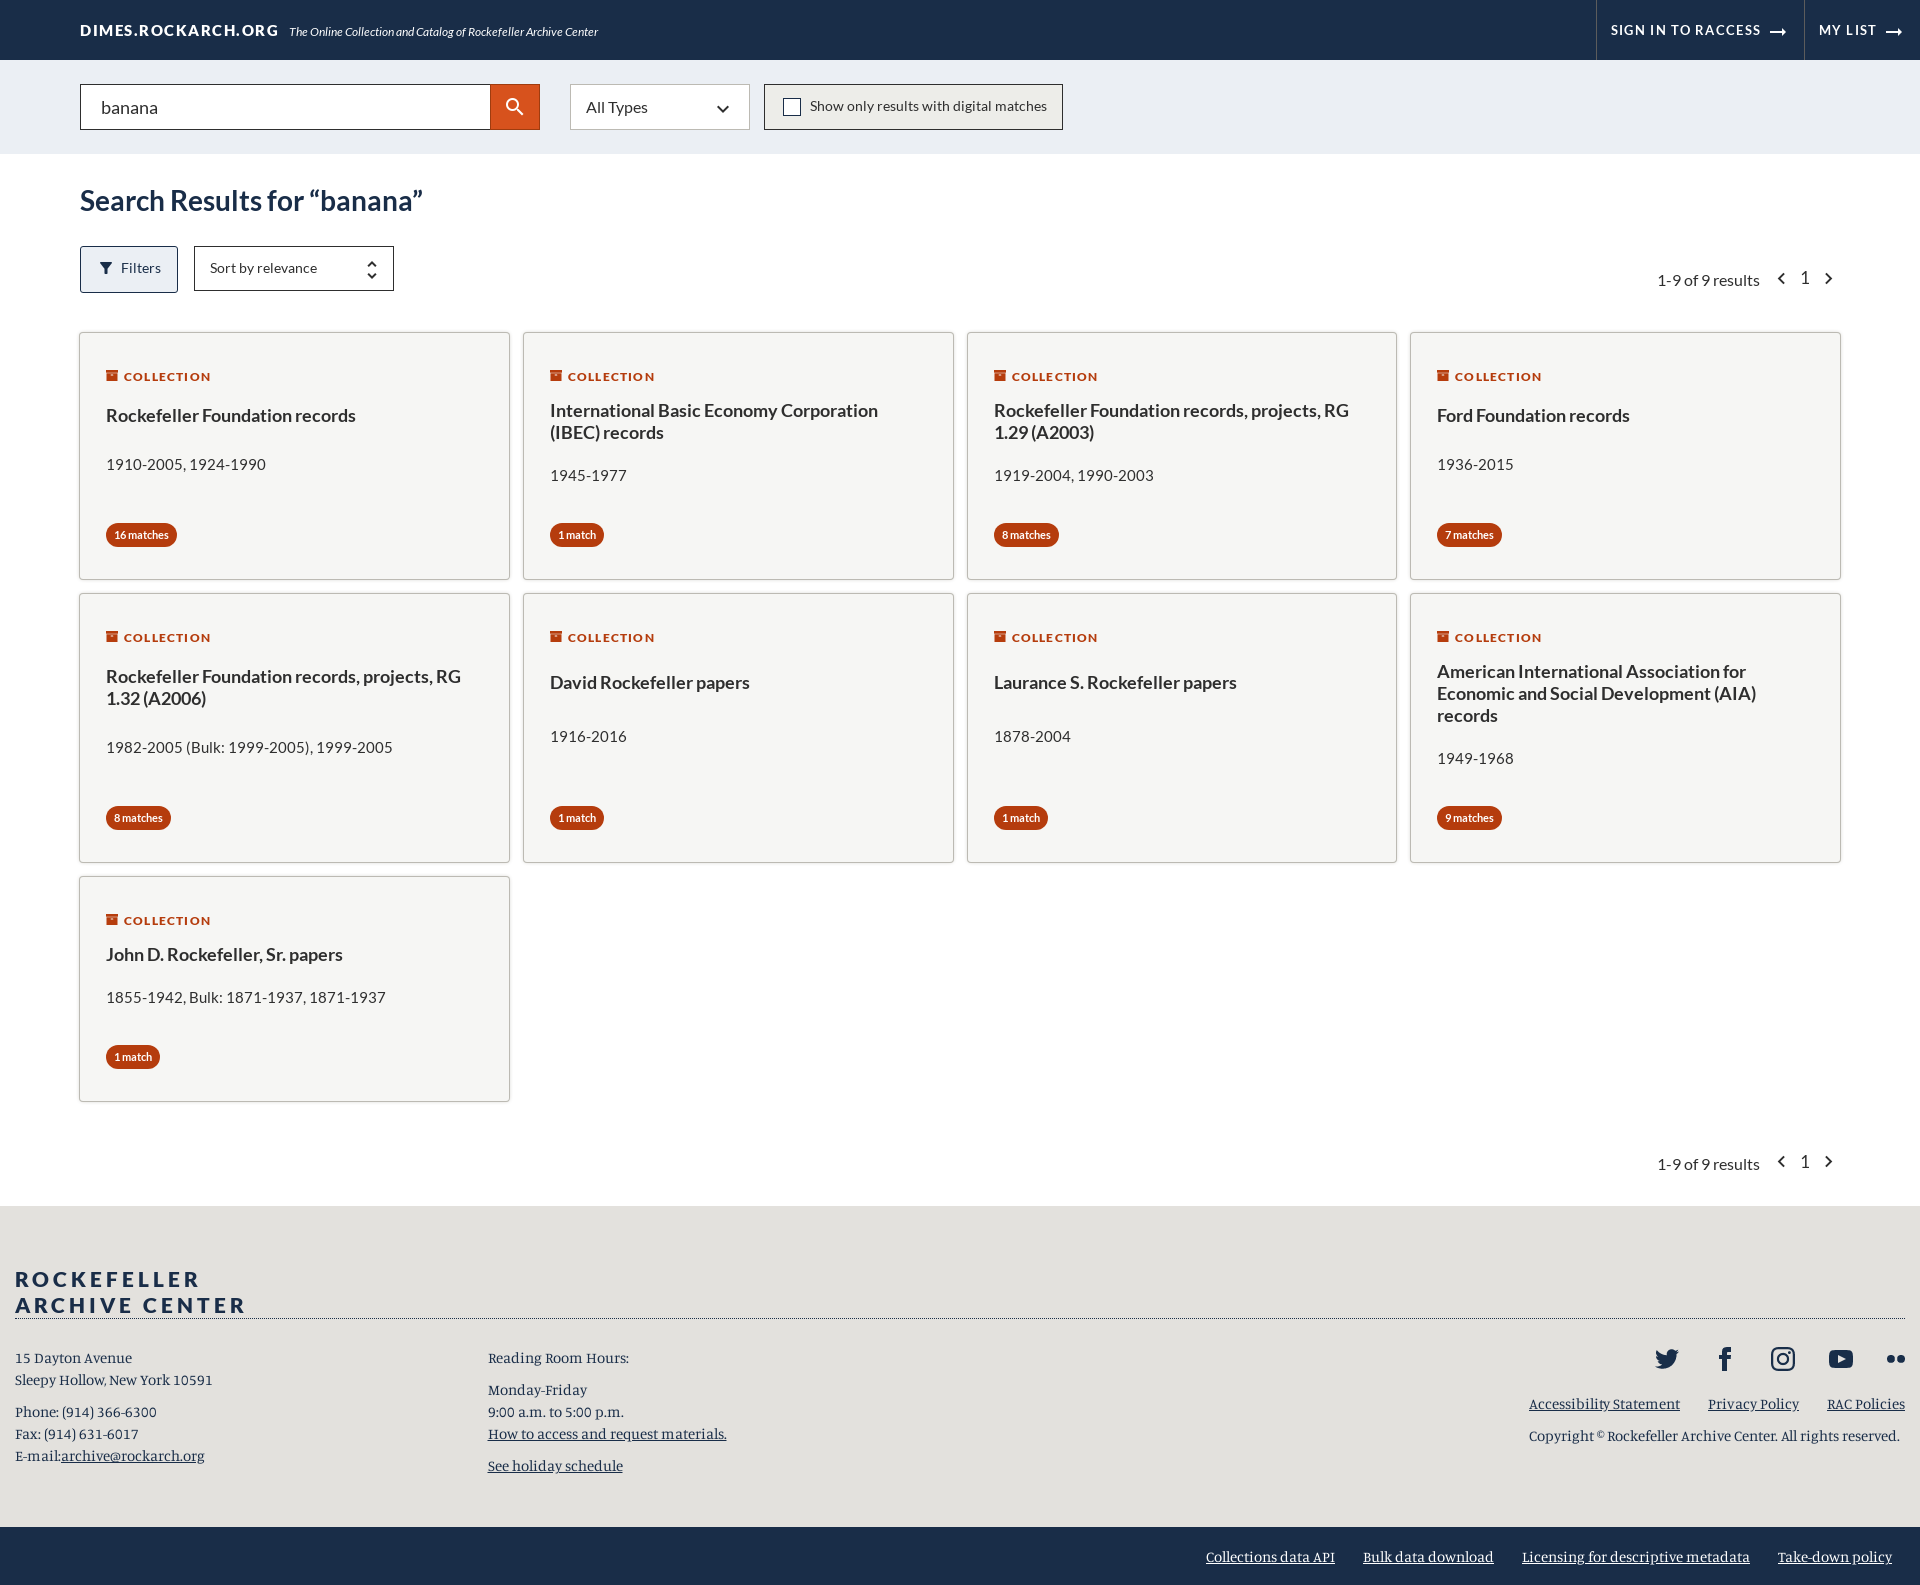 DIMES.ROCKARCH.ORG The Online Collection and Catalog of Rockefeller Archive Center
SIGN IN TO RACCESS
MY LIST
banana
All Types
Show only results with digital matches
Search Results for “banana”
Filters
Sort by relevance
1-9 of 9 results
1
COLLECTION
Rockefeller Foundation records
1910-2005, 1924-1990
16 matches
COLLECTION
International Basic Economy Corporation
(IBEC) records
1945-1977
1 match
COLLECTION
Rockefeller Foundation records, projects, RG
1.29 (A2003)
1919-2004, 1990-2003
8 matches
COLLECTION
Ford Foundation records
1936-2015
7 matches
COLLECTION
Rockefeller Foundation records, projects, RG
1.32 (A2006)
1982-2005 (Bulk: 1999-2005), 1999-2005
8 matches
COLLECTION
David Rockefeller papers
1916-2016
1 match
COLLECTION
Laurance S. Rockefeller papers
1878-2004
1 match
COLLECTION
American International Association for
Economic and Social Development (AIA)
records
1949-1968
9 matches
COLLECTION
John D. Rockefeller, Sr. papers
1855-1942, Bulk: 1871-1937, 1871-1937
1 match
1-9 of 9 results
1
ROCKEFELLER
ARCHIVE CENTER
15 Dayton Avenue
Sleepy Hollow, New York 10591
Phone: (914) 366-6300
Fax: (914) 631-6017
E-mail:archive@rockarch.org
Reading Room Hours:
Monday-Friday
9:00 a.m. to 5:00 p.m.
How to access and request materials.
See holiday schedule
Accessibility Statement
Privacy Policy
RAC Policies
Copyright © Rockefeller Archive Center. All rights reserved.
Collections data API
Bulk data download
Licensing for descriptive metadata
Take-down policy